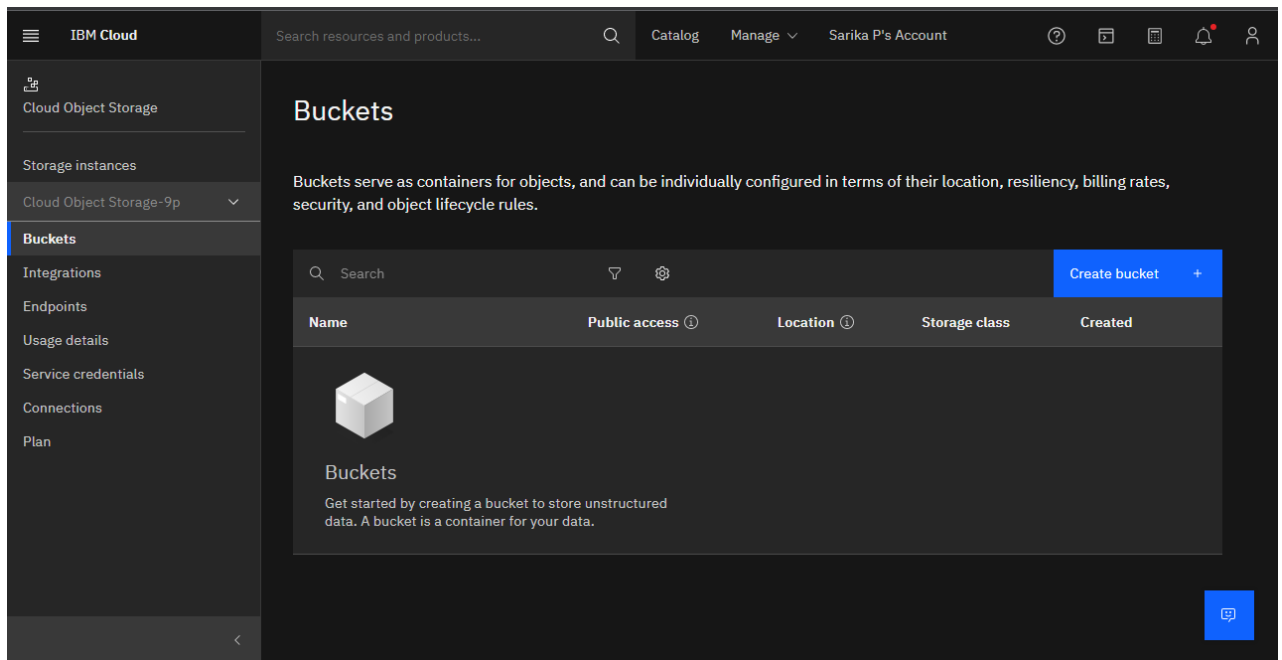 IBM Cloud
Search resources and products...
Catalog
Manage
Sarika P's Account
Cloud Object Storage
Storage instances
Cloud Object Storage-9p
Buckets
Integrations
Endpoints
Usage details
Service credentials
Connections
Plan
Buckets
Buckets serve as containers for objects, and can be individually configured in terms of their location, resiliency, billing rates,
security, and object lifecycle rules.
Search
Create bucket +
Name Public access Location Storage class Created
Buckets
Get started by creating a bucket to store unstructured
data. A bucket is a container for your data.